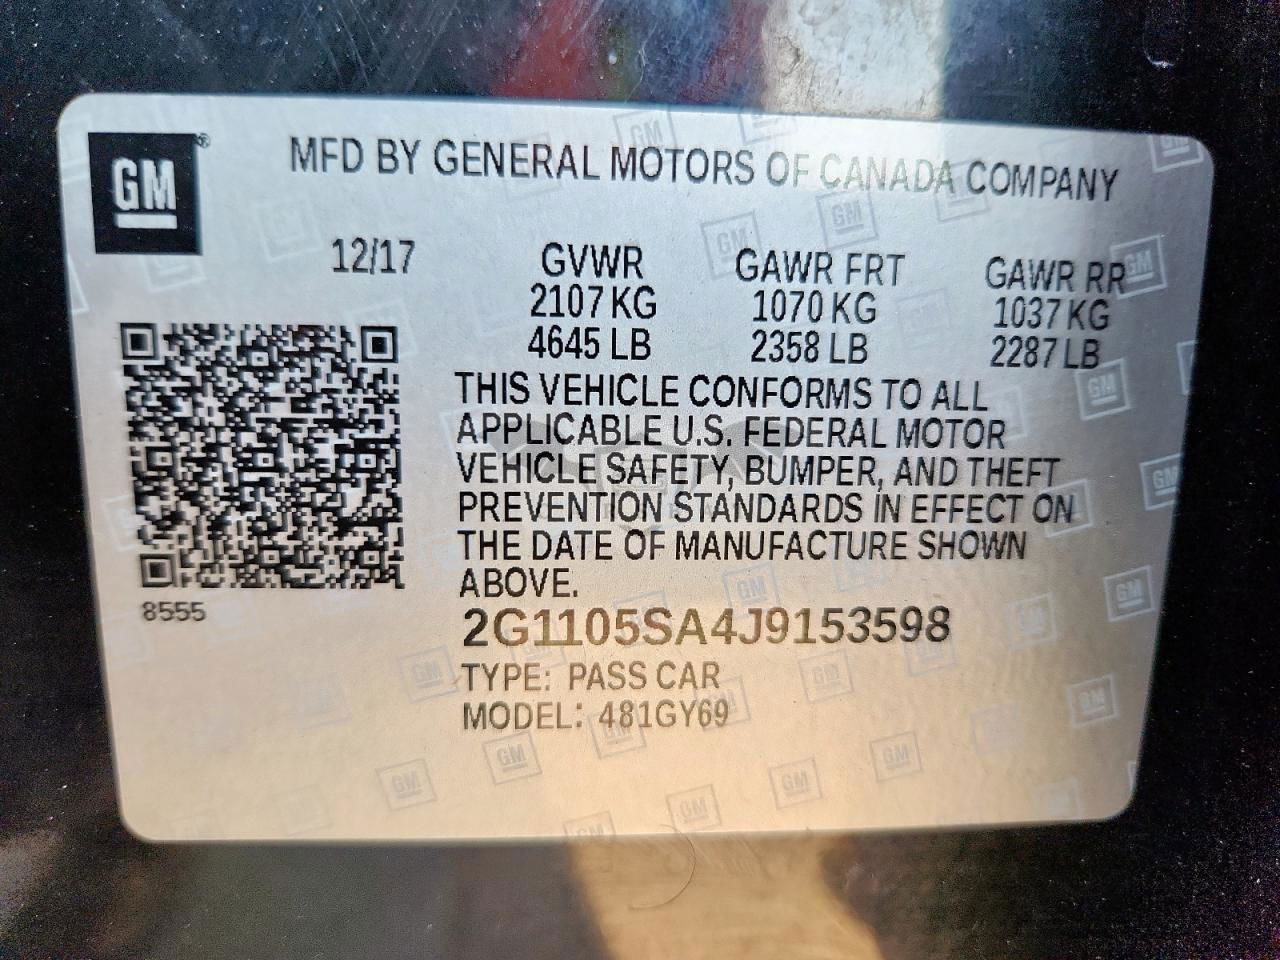 GM
MFD BY GENERAL MOTORS OF CANADA COMPANY
12/17 GVWR GAWR FRT GAWR RR
2107 KG 1070 KG 1037 KG
4645 LB 2358 LB 2287 LB
THIS VEHICLE CONFORMS TO ALL
APPLICABLE U.S. FEDERAL MOTOR
VEHICLE SAFETY, BUMPER, AND THEFT
PREVENTION STANDARDS IN EFFECT ON
THE DATE OF MANUFACTURE SHOWN
ABOVE.
8555
2G1105SA4J9153598
TYPE: PASS CAR
MODEL: 481GY69